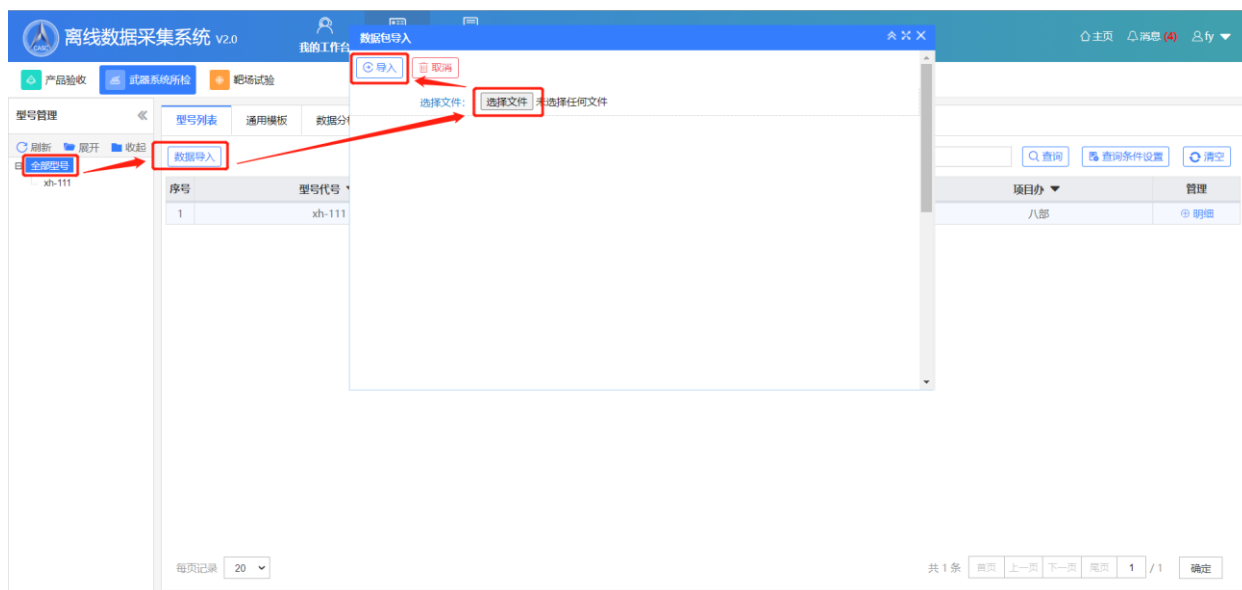 离线数据采集系统 V2.0
我的工作台
主页 消息(4) fy
产品验收 武器系统所检 靶场试验
数据包导入
导入 取消
选择文件: 选择文件 未选择任何文件
型号管理
刷新 展开 收起
全部型号
xh-111
型号列表 通用模板 数据分
数据导入
查询 查询条件设置 清空
序号 型号代号 项目办 管理
1 xh-111 八部 明细
每页记录 20
共 1 条 首页 上一页 下一页 尾页 1 / 1 确定